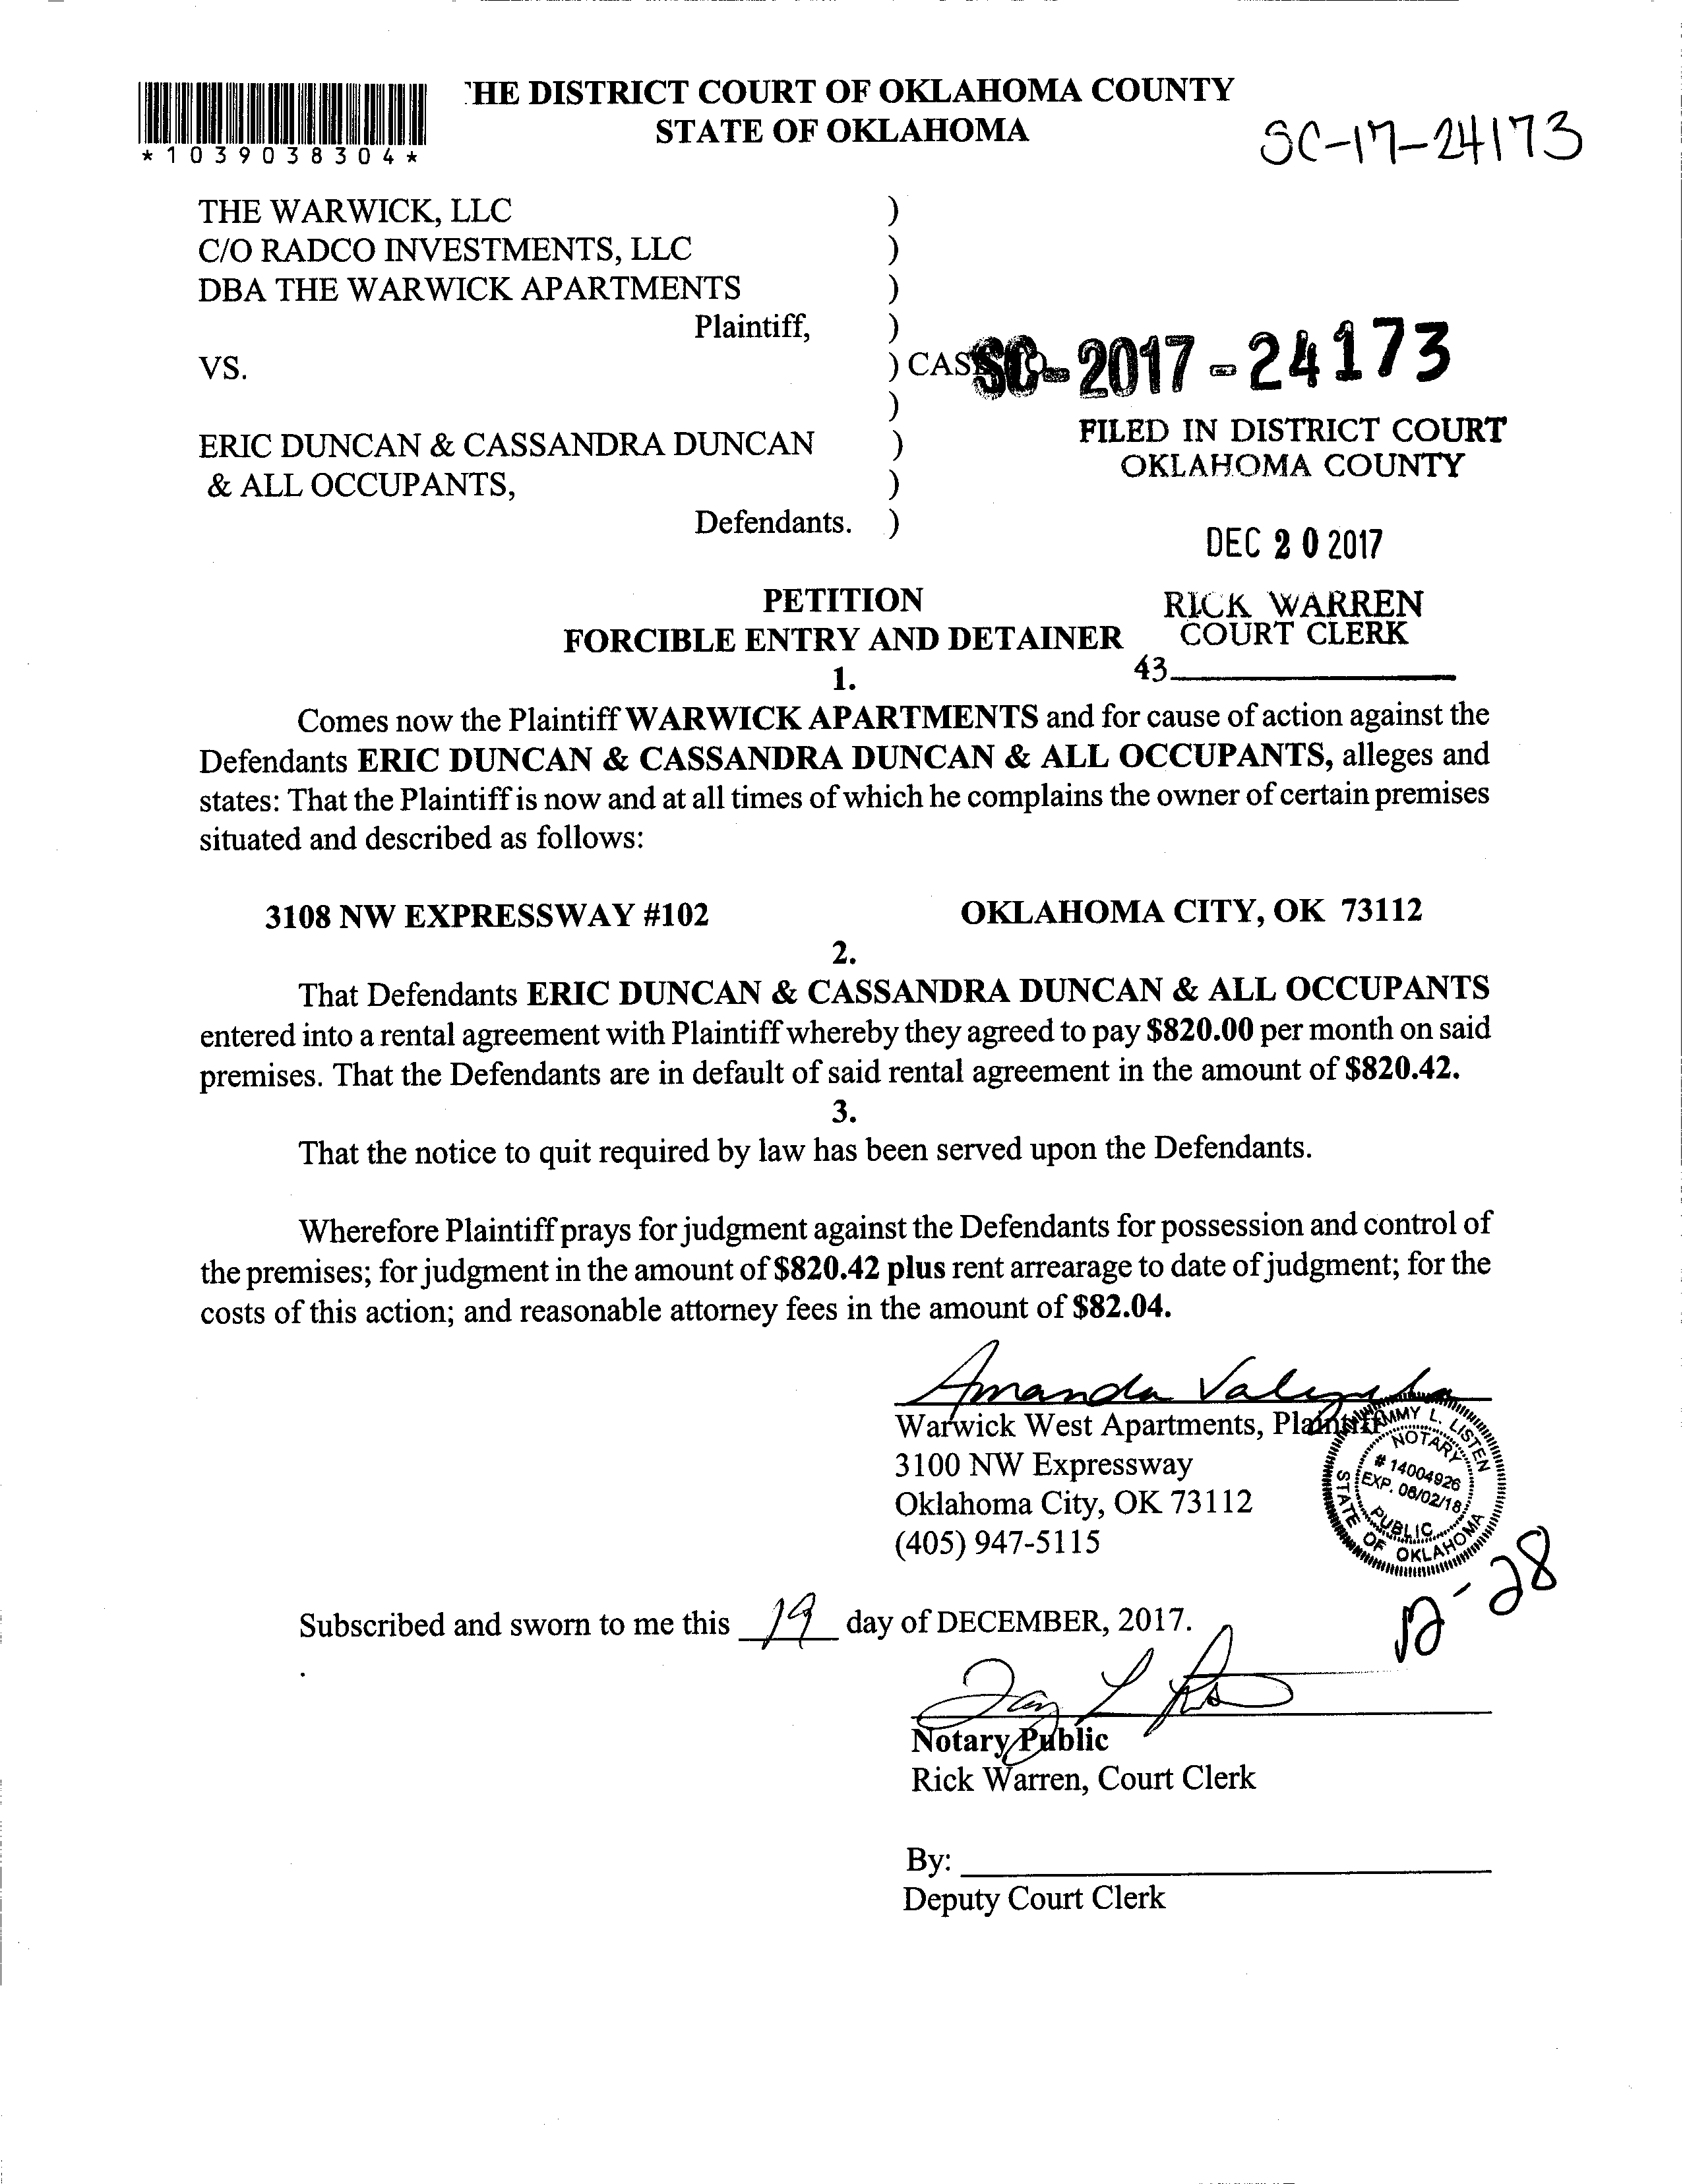 'HE DISTRICT COURT OF OKLAHOMA COUNTY
STATE OF OKLAHOMA
*1039038304*
SC-17-24173
THE WARWICK, LLC )
C/O RADCO INVESTMENTS, LLC )
DBA THE WARWICK APARTMENTS )
Plaintiff, )
VS. ) CAS SC-2017-24173
)
ERIC DUNCAN & CASSANDRA DUNCAN )
& ALL OCCUPANTS, )
Defendants. )
FILED IN DISTRICT COURT
OKLAHOMA COUNTY
DEC 20 2017
RICK WARREN
COURT CLERK
43
PETITION
FORCIBLE ENTRY AND DETAINER
1.
Comes now the Plaintiff WARWICK APARTMENTS and for cause of action against the
Defendants ERIC DUNCAN & CASSANDRA DUNCAN & ALL OCCUPANTS, alleges and
states: That the Plaintiff is now and at all times of which he complains the owner of certain premises
situated and described as follows:
3108 NW EXPRESSWAY #102 OKLAHOMA CITY, OK 73112
2.
That Defendants ERIC DUNCAN & CASSANDRA DUNCAN & ALL OCCUPANTS
entered into a rental agreement with Plaintiff whereby they agreed to pay $820.00 per month on said
premises. That the Defendants are in default of said rental agreement in the amount of $820.42.
3.
That the notice to quit required by law has been served upon the Defendants.
Wherefore Plaintiff prays for judgment against the Defendants for possession and control of
the premises; for judgment in the amount of $820.42 plus rent arrearage to date of judgment; for the
costs of this action; and reasonable attorney fees in the amount of $82.04.
Amanda
Warwick West Apartments, Plaintiff
3100 NW Expressway
Oklahoma City, OK 73112
(405) 947-5115
L. LISTEN
NOTARY
# 14004926
EXP. 06/02/18
PUBLIC
STATE OF OKLAHOMA
12-28
Subscribed and sworn to me this 19 day of DECEMBER, 2017.
Notary Public
Rick Warren, Court Clerk
By:
Deputy Court Clerk